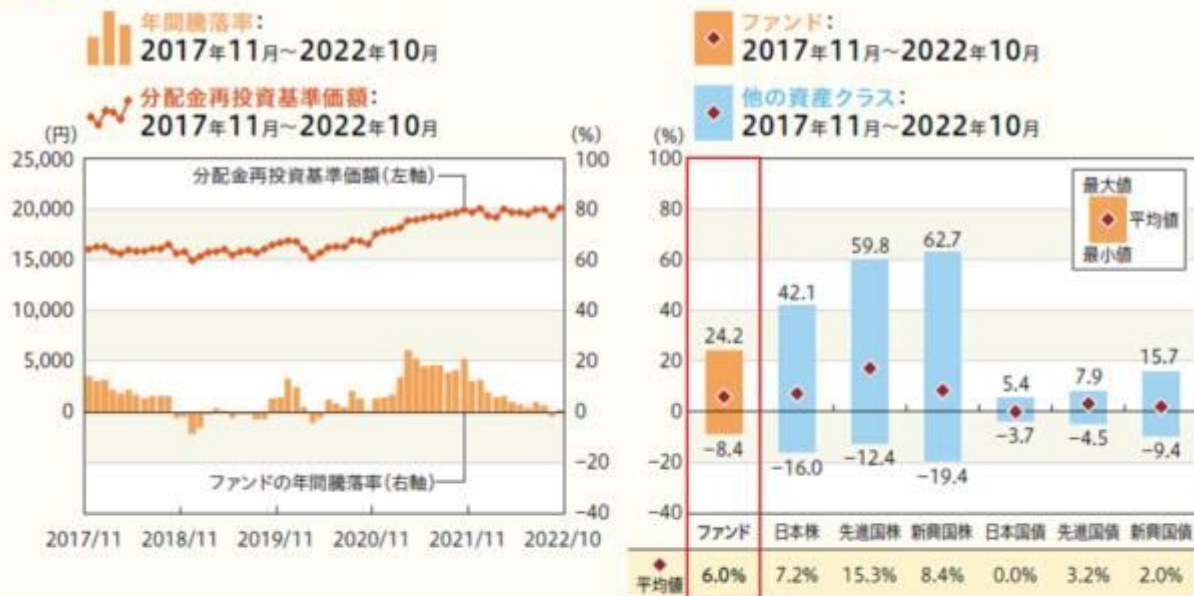 年間騰落率:
2017年11月~2022年10月
分配金再投資基準価額:
2017年11月~2022年10月
(円)
(%)
25,000
20,000
15,000
10,000
5,000
0
100
80
60
40
20
0
−20
−40
分配金再投資基準価額(左軸)
ファンドの年間騰落率(右軸)
2017/11 2018/11 2019/11 2020/11 2021/11 2022/10
ファンド:
2017年11月~2022年10月
他の資産クラス:
2017年11月~2022年10月
(%)
100
80
60
40
20
0
−20
−40
最大値
平均値
最小値
24.2
42.1
59.8
62.7
5.4
7.9
15.7
−8.4
−16.0
−12.4
−19.4
−3.7
−4.5
−9.4
ファンド 日本株 先進国株 新興国株 日本国債 先進国債 新興国債
平均値 6.0% 7.2% 15.3% 8.4% 0.0% 3.2% 2.0%